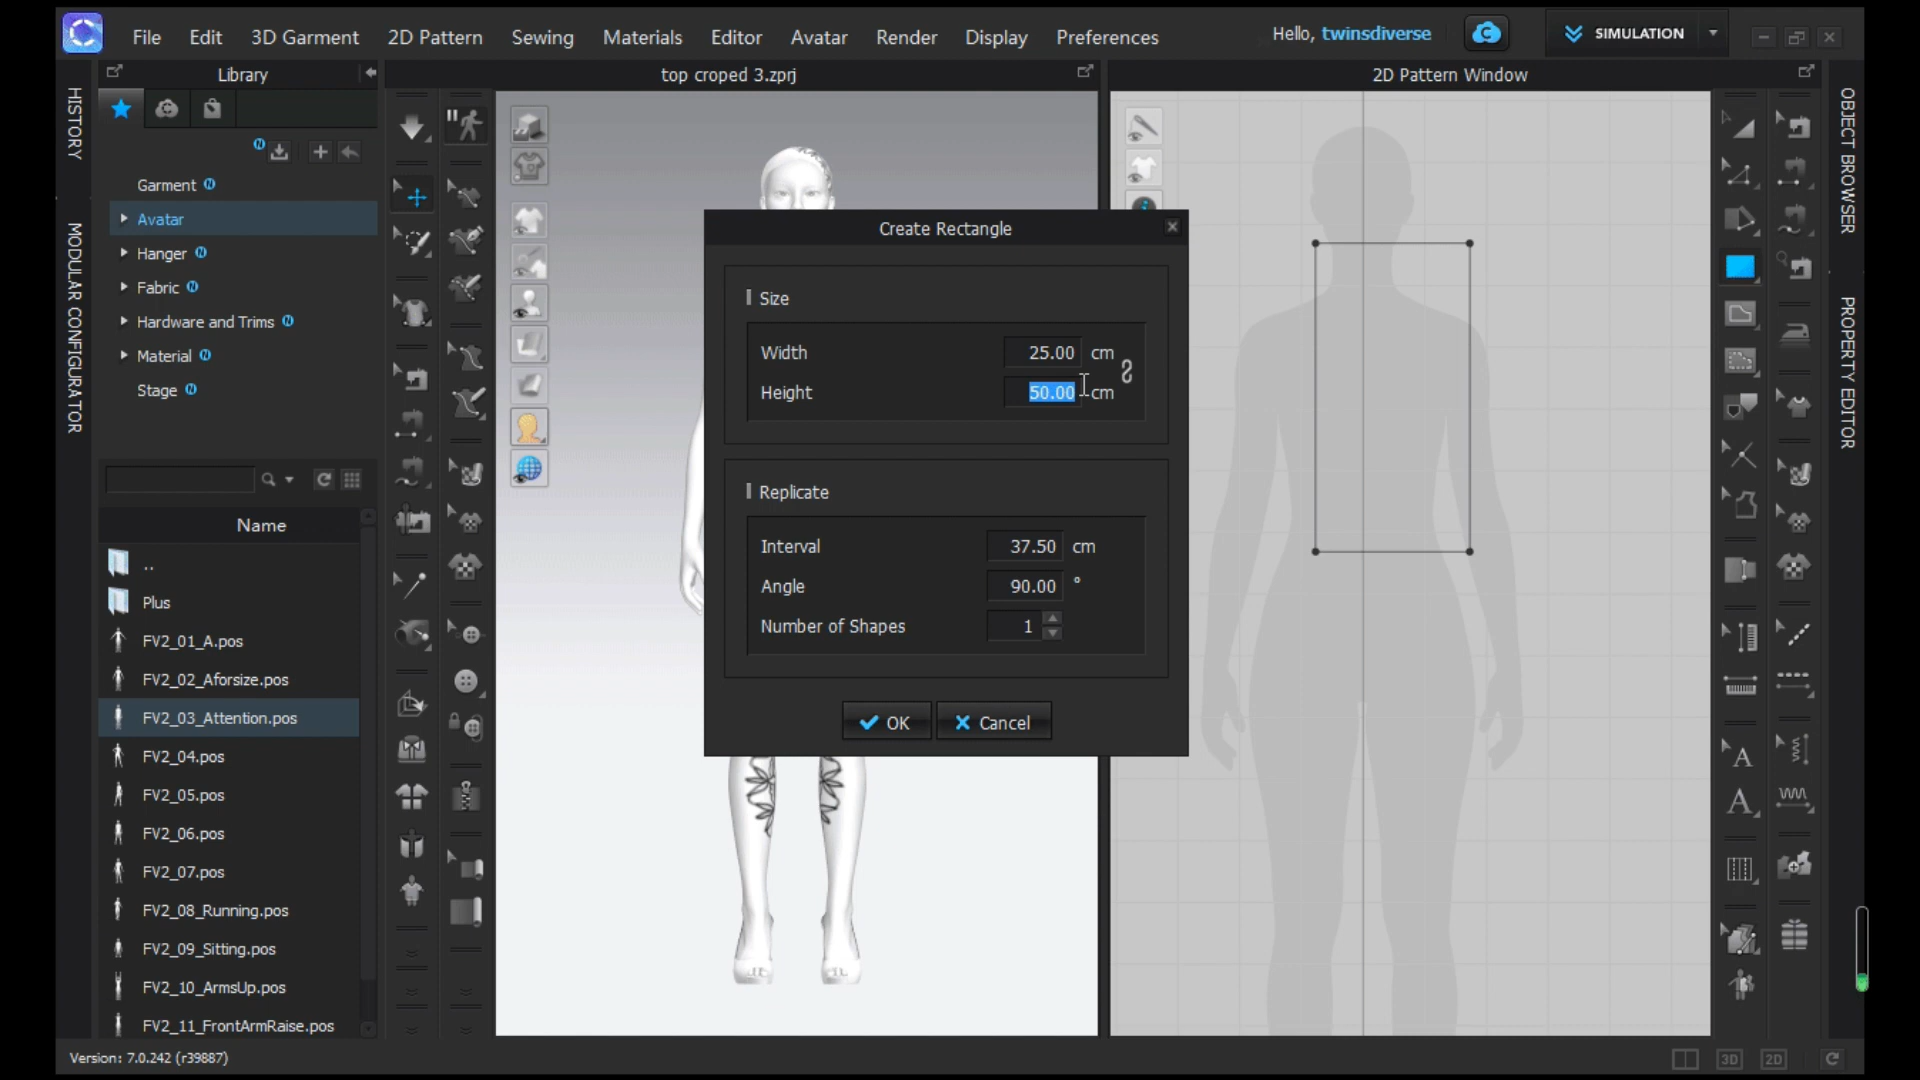 File Edit 3D Garment 2D Pattern Sewing Materials Editor Avatar Render Display Preferences
Hello, twinsdiverse
SIMULATION
Library
top croped 3.zprj
2D Pattern Window
HISTORY
MODULAR CONFIGURATOR
OBJECT BROWSER
PROPERTY EDITOR
Garment N
Avatar
Hanger N
Fabric N
Hardware and Trims N
Material N
Stage N
Name
..
Plus
FV2_01_A.pos
FV2_02_Aforsize.pos
FV2_03_Attention.pos
FV2_04.pos
FV2_05.pos
FV2_06.pos
FV2_07.pos
FV2_08_Running.pos
FV2_09_Sitting.pos
FV2_10_ArmsUp.pos
FV2_11_FrontArmRaise.pos
Create Rectangle
Size
Width 25.00 cm
Height 50.00 cm
Replicate
Interval 37.50 cm
Angle 90.00 °
Number of Shapes 1
OK Cancel
Version: 7.0.242 (r39887)
3D 2D